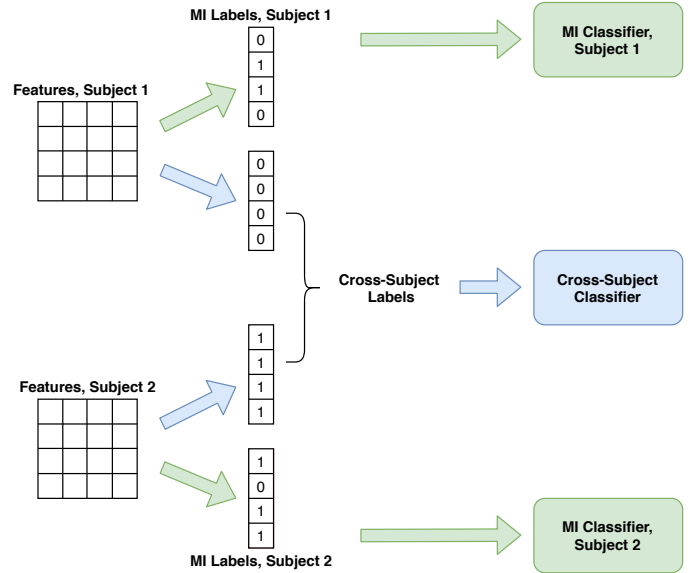 MI Labels, Subject 1
0
1
1
0
MI Classifier,
Subject 1
Features, Subject 1
0
0
0
0
Cross-Subject
Labels
Cross-Subject
Classifier
1
1
1
1
Features, Subject 2
1
0
1
1
MI Labels, Subject 2
MI Classifier,
Subject 2